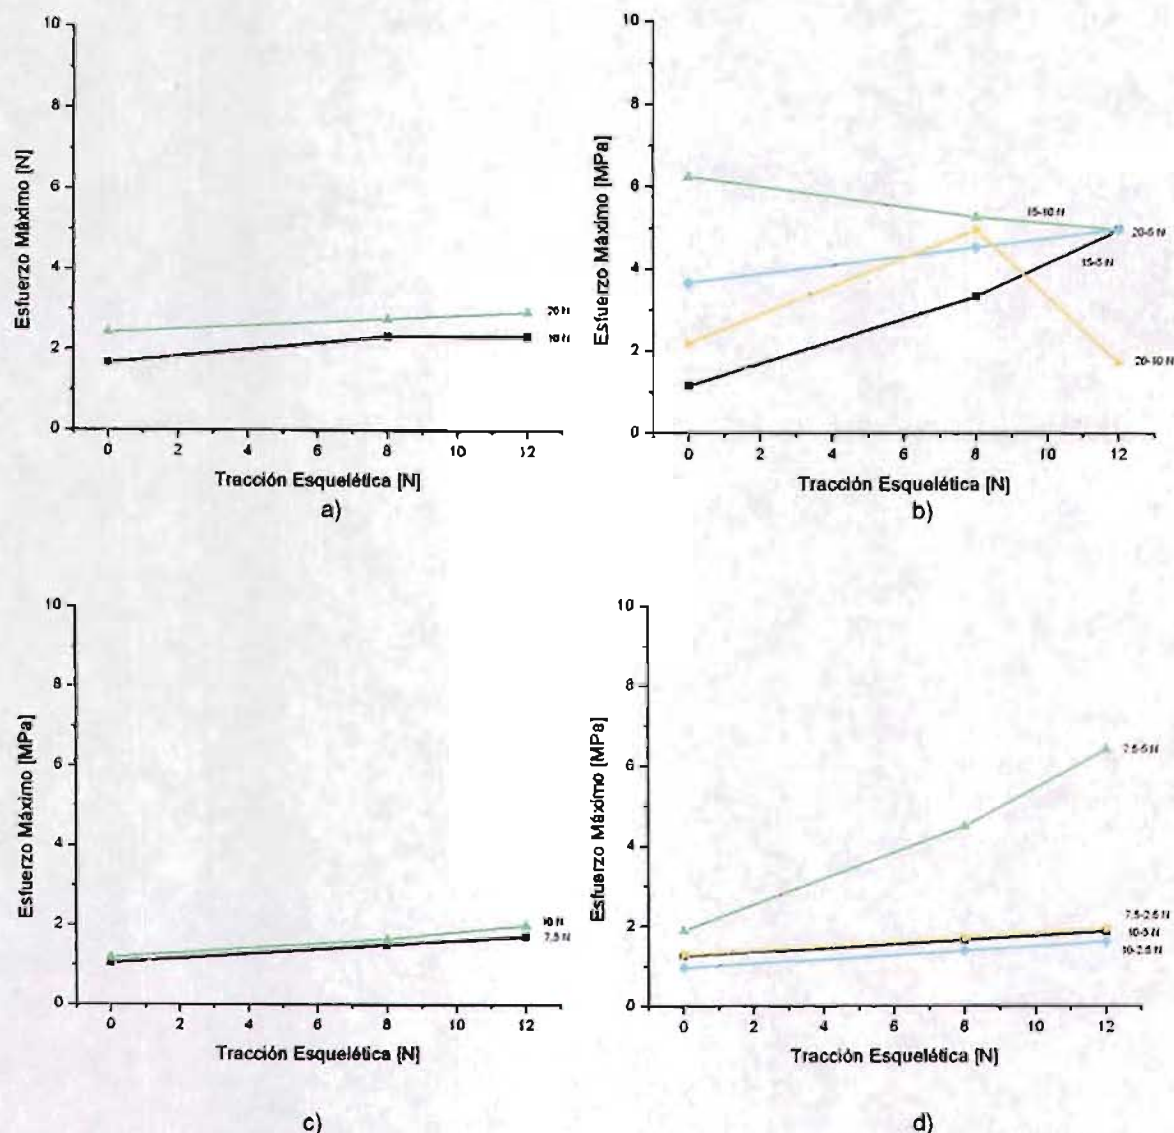 10
8
6
4
2
0
Esfuerzo Máximo [N]
20 N
10 N
0 2 4 6 8 10 12
Tracción Esquelética [N]
a)
10
8
6
4
2
0
Esfuerzo Máximo [MPa]
15-10 N
20-5 N
15-5 N
20-10 N
0 2 4 6 8 10 12
Tracción Esquelética [N]
b)
10
8
6
4
2
0
Esfuerzo Máximo [MPa]
10 N
7.5 N
0 2 4 6 8 10 12
Tracción Esquelética [N]
c)
10
8
6
4
2
0
Esfuerzo Máximo [MPa]
7.5-5 N
7.5-2.5 N
10-5 N
10-2.5 N
0 2 4 6 8 10 12
Tracción Esquelética [N]
d)